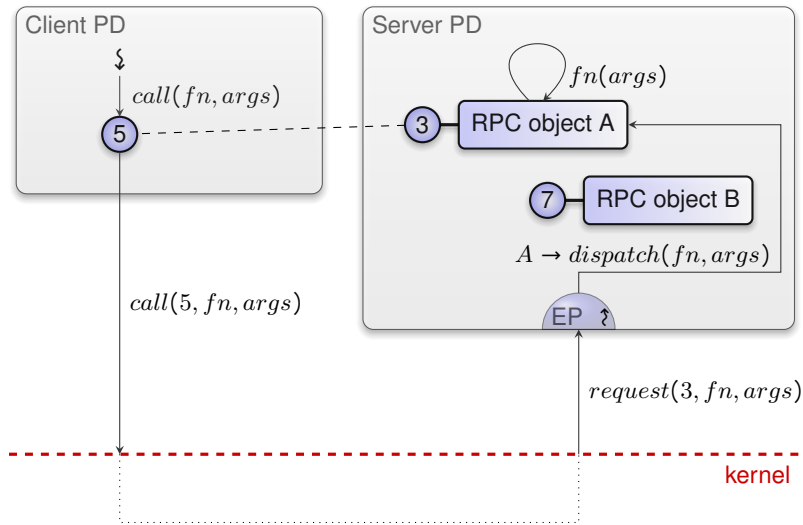 Client PD
Server PD
call(fn, args)
fn(args)
5
3
RPC object A
7
RPC object B
A → dispatch(fn, args)
call(5, fn, args)
EP
request(3, fn, args)
kernel